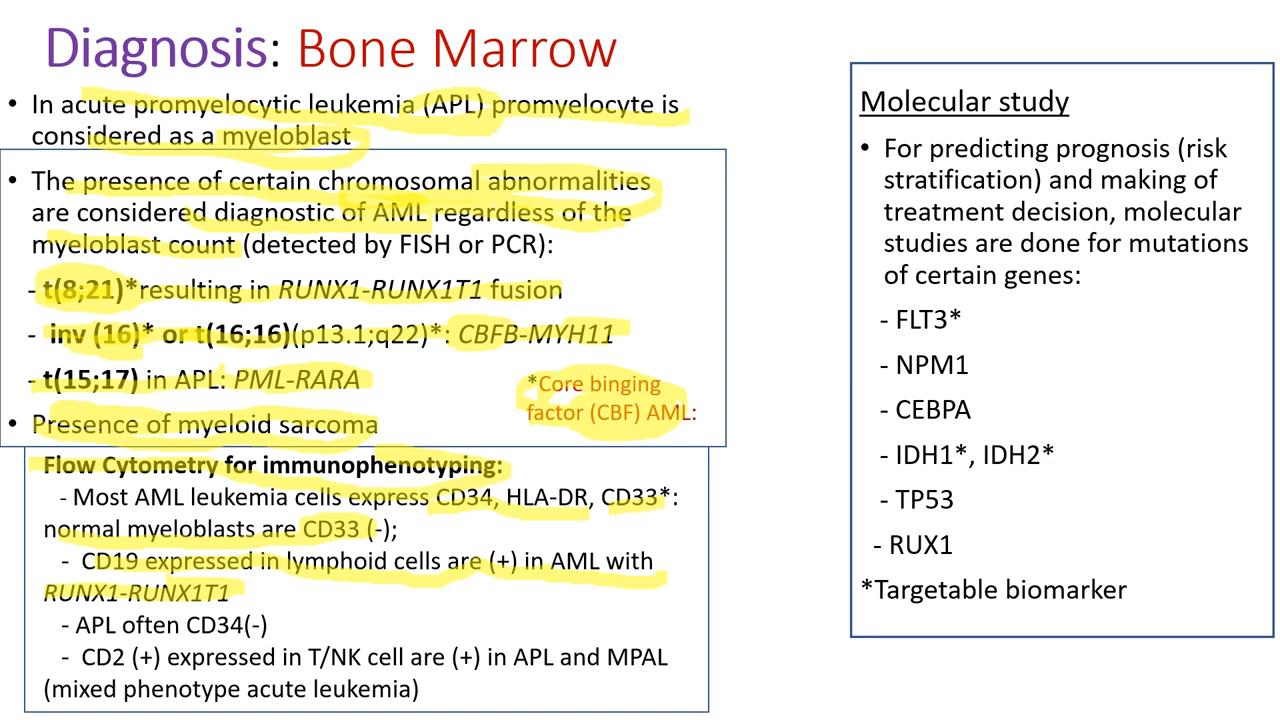 Diagnosis: Bone Marrow
• In acute promyelocytic leukemia (APL) promyelocyte is
considered as a myeloblast
• The presence of certain chromosomal abnormalities
are considered diagnostic of AML regardless of the
myeloblast count (detected by FISH or PCR):
- t(8;21)*resulting in RUNX1-RUNX1T1 fusion
- inv (16)* or t(16;16)(p13.1;q22)*: CBFB-MYH11
- t(15;17) in APL: PML-RARA
*Core binging
factor (CBF) AML:
• Presence of myeloid sarcoma
Flow Cytometry for immunophenotyping:
- Most AML leukemia cells express CD34, HLA-DR, CD33*:
normal myeloblasts are CD33 (-);
- CD19 expressed in lymphoid cells are (+) in AML with
RUNX1-RUNX1T1
- APL often CD34(-)
- CD2 (+) expressed in T/NK cell are (+) in APL and MPAL
(mixed phenotype acute leukemia)
Molecular study
• For predicting prognosis (risk
stratification) and making of
treatment decision, molecular
studies are done for mutations
of certain genes:
- FLT3*
- NPM1
- CEBPA
- IDH1*, IDH2*
- TP53
- RUX1
*Targetable biomarker